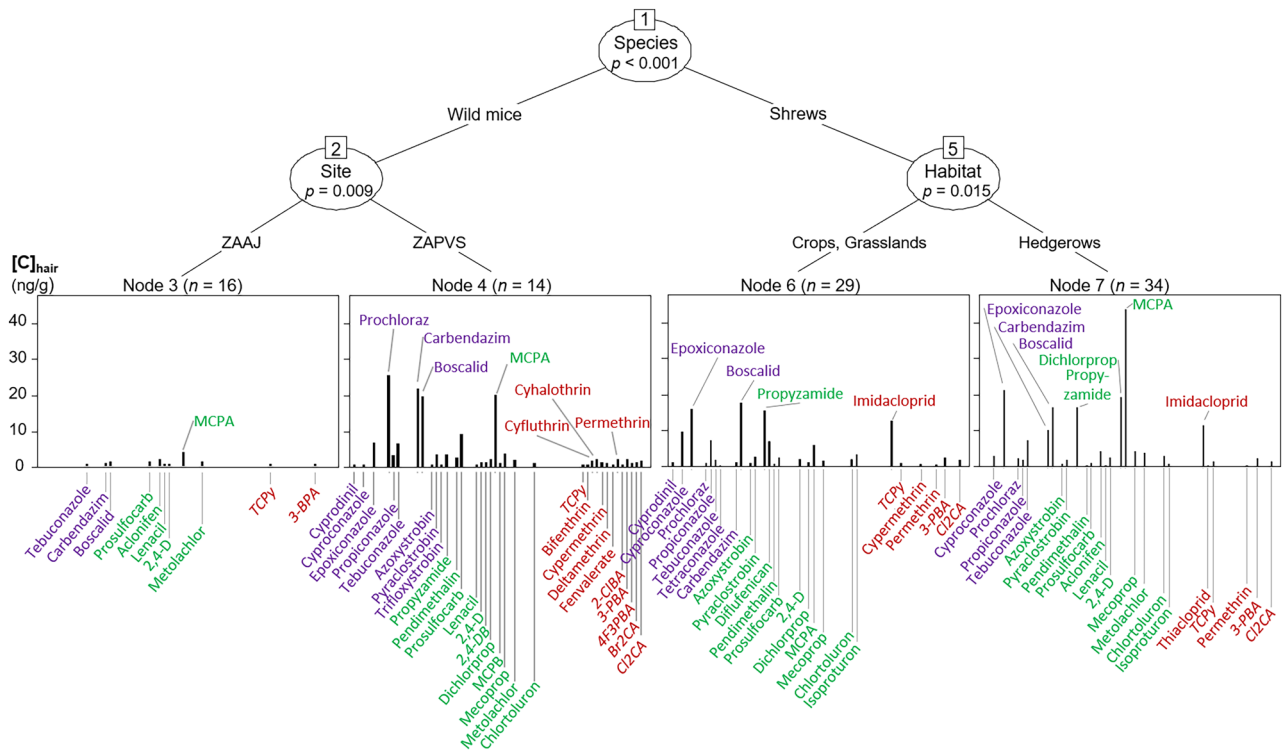 1
Species
p < 0.001
Wild mice
Shrews
2
Site
p = 0.009
5
Habitat
p = 0.015
ZAAJ
ZAPVS
Crops, Grasslands
Hedgerows
[C]hair
(ng/g)
Node 3 (n = 16)
Node 4 (n = 14)
Node 6 (n = 29)
Node 7 (n = 34)
40
30
20
10
0
MCPA
Tebuconazole
Carbendazim
Boscalid
Prosulfocarb
Aclonifen
Lenacil
2,4-D
Metolachlor
TCPy
3-BPA
Prochloraz
Carbendazim
Boscalid
MCPA
Cyhalothrin
Cyfluthrin
Permethrin
Cyprodinil
Cyproconazole
Epoxiconazole
Propiconazole
Tebuconazole
Azoxystrobin
Pyraclostrobin
Trifloxystrobin
Propyzamide
Pendimethalin
Prosulfocarb
Lenacil
2,4-D
2,4-DB
Dichlorprop
MCPB
Mecoprop
Metolachlor
Chlortoluron
TCPy
Bifenthrin
Cypermethrin
Deltamethrin
Fenvalerate
2-ClBA
3-PBA
4F3PBA
Br2CA
Cl2CA
Epoxiconazole
Boscalid
Propyzamide
Imidacloprid
Cyprodinil
Cyproconazole
Prochloraz
Propiconazole
Tebuconazole
Tetraconazole
Carbendazim
Azoxystrobin
Pyraclostrobin
Diflufenican
Pendimethalin
Prosulfocarb
2,4-D
Dichlorprop
MCPA
Mecoprop
Chlortoluron
Isoproturon
TCPy
Cypermethrin
Permethrin
3-PBA
Cl2CA
Epoxiconazole
Carbendazim
Boscalid
Dichlorprop
Propy-
zamide
MCPA
Imidacloprid
Cyproconazole
Prochloraz
Propiconazole
Tebuconazole
Azoxystrobin
Pyraclostrobin
Pendimethalin
Prosulfocarb
Aclonifen
Lenacil
2,4-D
Mecoprop
Metolachlor
Chlortoluron
Isoproturon
Thiacloprid
TCPy
Permethrin
3-PBA
Cl2CA